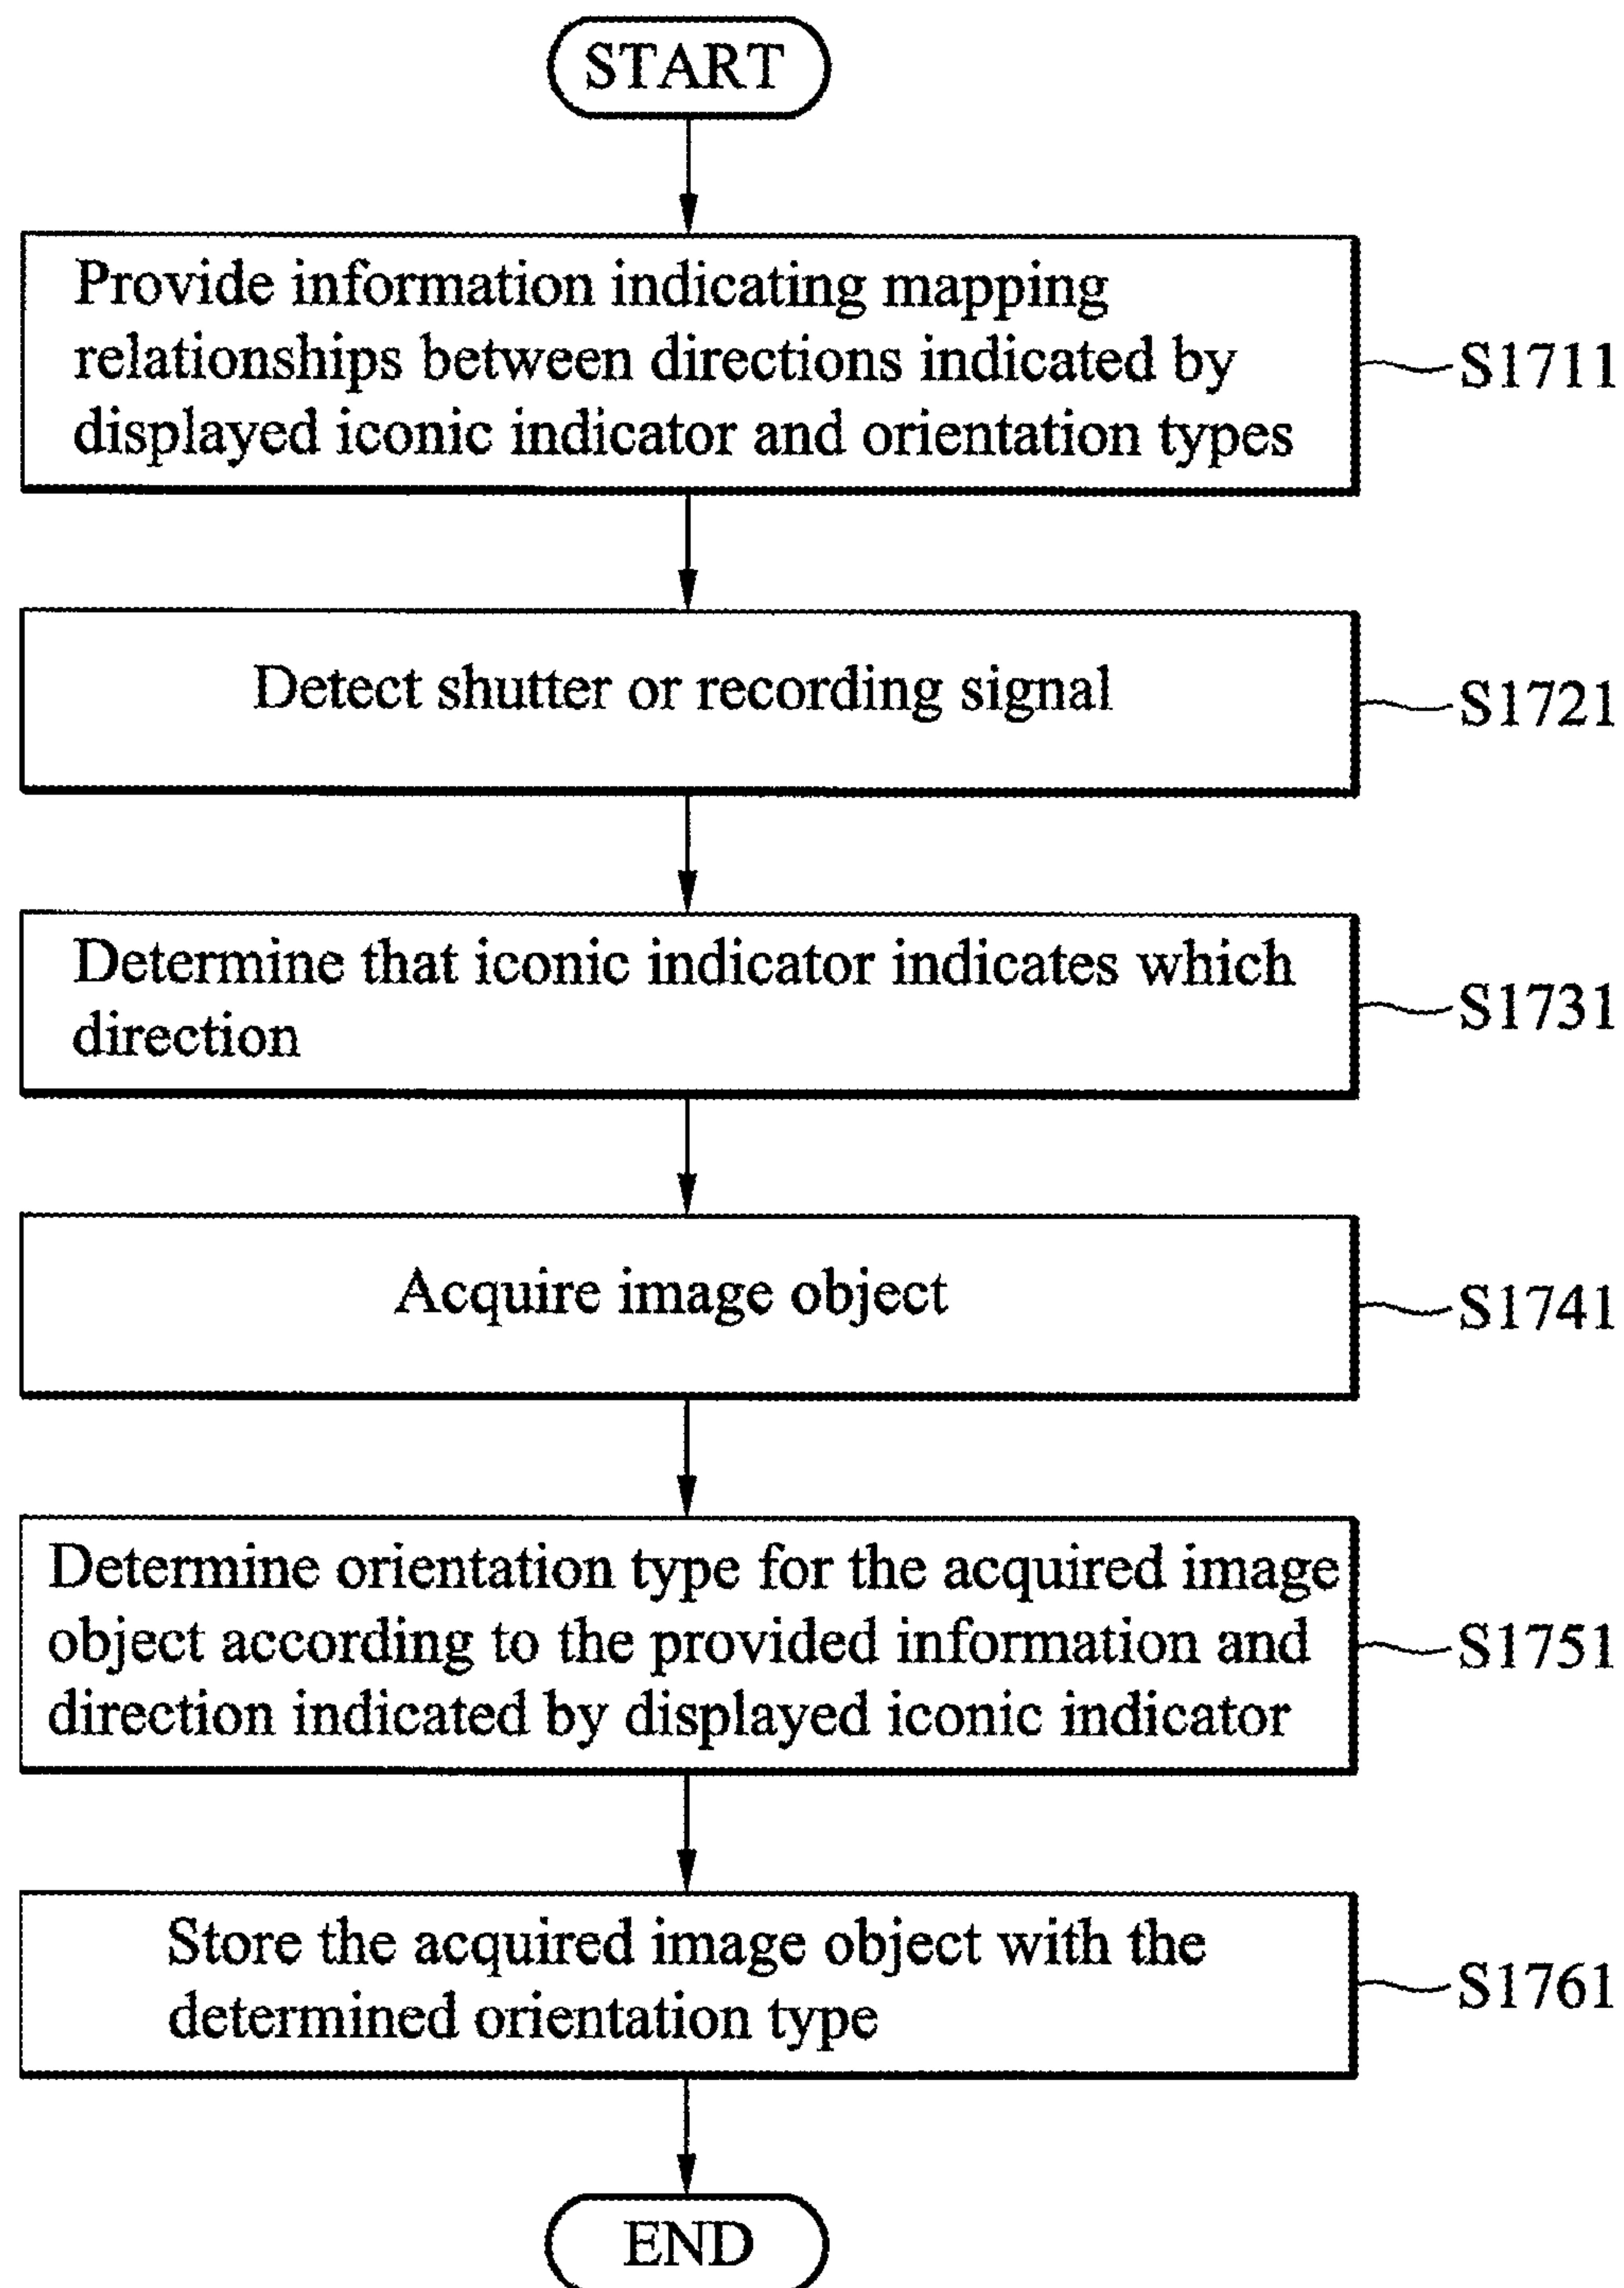 START
Provide information indicating mapping
relationships between directions indicated by
displayed iconic indicator and orientation types
S1711
Detect shutter or recording signal
S1721
Determine that iconic indicator indicates which
direction
S1731
Acquire image object
S1741
Determine orientation type for the acquired image
object according to the provided information and
direction indicated by displayed iconic indicator
S1751
Store the acquired image object with the
determined orientation type
S1761
END